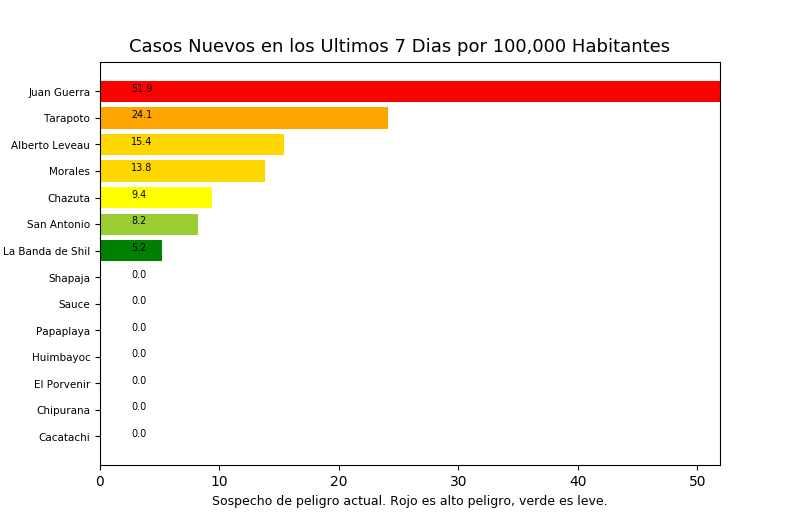 Casos Nuevos en los Ultimos 7 Dias por 100,000 Habitantes
Juan Guerra 51.9
Tarapoto 24.1
Alberto Leveau 15.4
Morales 13.8
Chazuta 9.4
San Antonio 8.2
La Banda de Shil 5.2
Shapaja 0.0
Sauce 0.0
Papaplaya 0.0
Huimbayoc 0.0
El Porvenir 0.0
Chipurana 0.0
Cacatachi 0.0
0 10 20 30 40 50
Sospecho de peligro actual. Rojo es alto peligro, verde es leve.